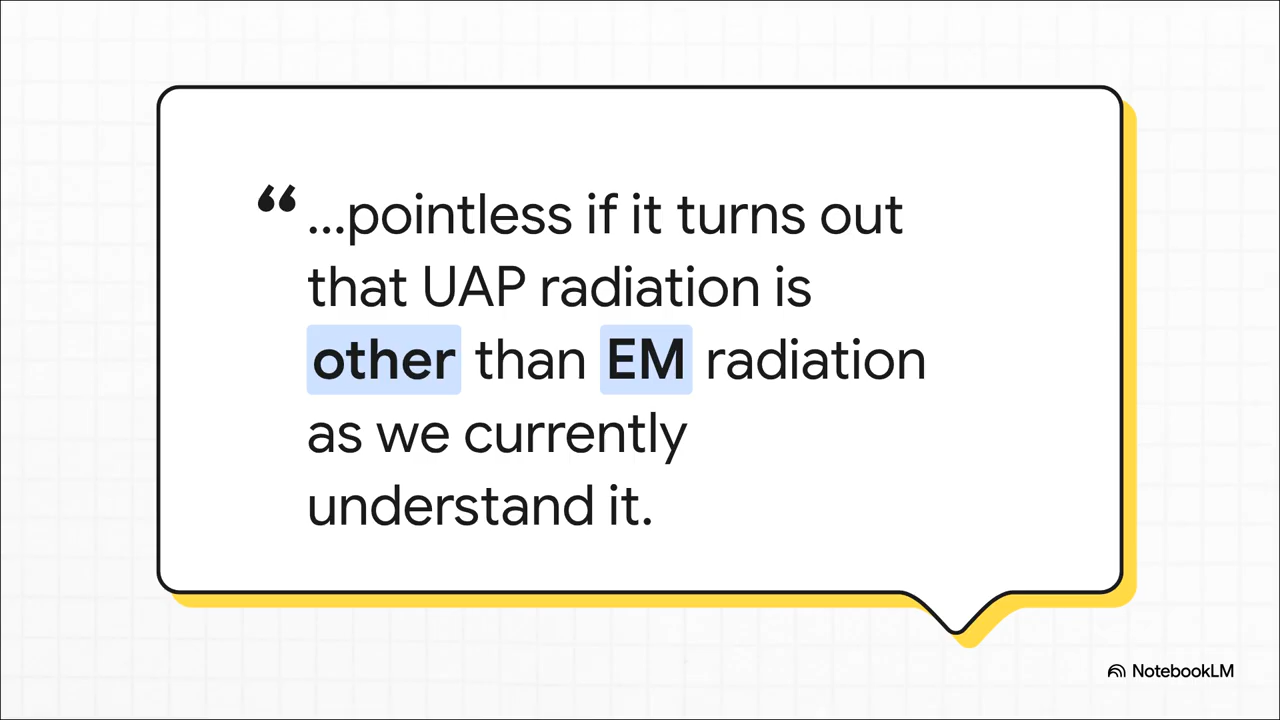 “...pointless if it turns out
that UAP radiation is
other than EM radiation
as we currently
understand it.
NotebookLM